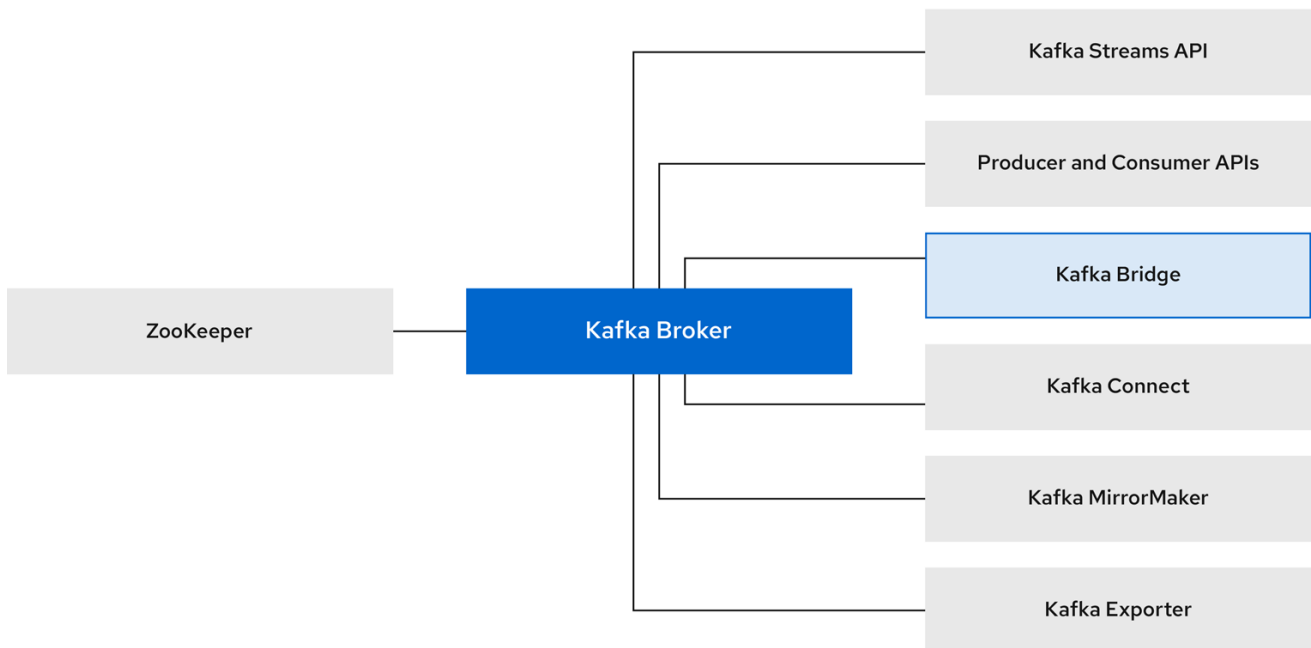 Kafka Streams API
Producer and Consumer APIs
Kafka Bridge
ZooKeeper
Kafka Broker
Kafka Connect
Kafka MirrorMaker
Kafka Exporter